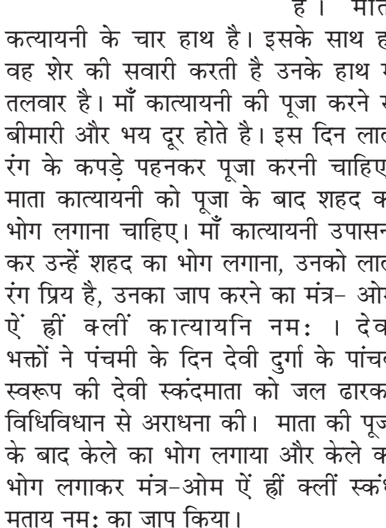 है। मात
कत्यायनी के चार हाथ है। इसके साथ ह
वह शेर की सवारी करती है उनके हाथ म
तलवार है। माँ कात्यायनी की पूजा करने स
बीमारी और भय दूर होते है। इस दिन लाल
रंग के कपड़े पहनकर पूजा करनी चाहिए
माता कात्यायनी को पूजा के बाद शहद क
भोग लगाना चाहिए। माँ कात्यायनी उपासन
कर उन्हें शहद का भोग लगाना, उनको लाल
रंग प्रिय है, उनका जाप करने का मंत्र- ओम
ऐं ह्रीं क्लीं कात्यायनि नम: । देव
भक्तों ने पंचमी के दिन देवी दुर्गा के पांचव
स्वरूप की देवी स्कंदमाता को जल ढारक
विधिविधान से अराधना की। माता की पूज
के बाद केले का भोग लगाया और केले क
भोग लगाकर मंत्र-ओम ऐं ह्रीं क्लीं स्कंध
मताय नम: का जाप किया।